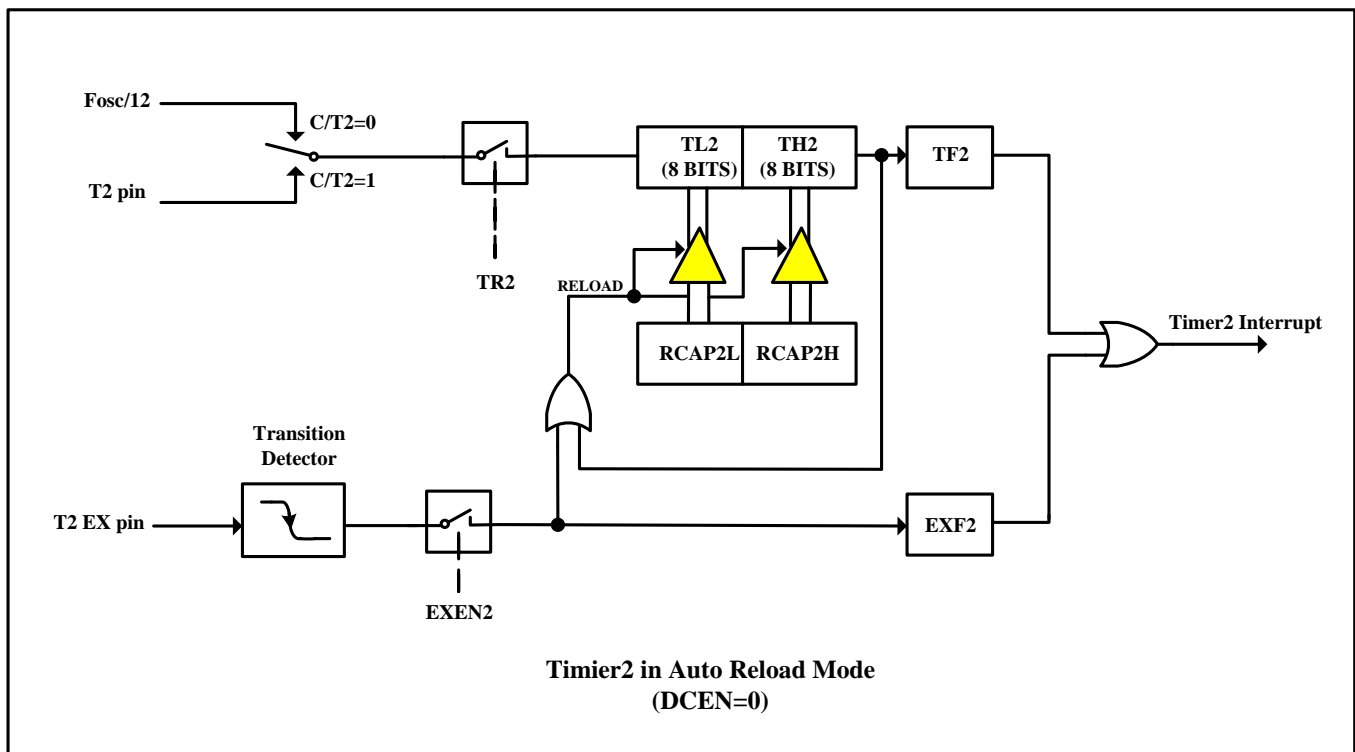 Fosc/12
C/T2=0
C/T2=1
T2 pin
TR2
TL2
(8 BITS)
TH2
(8 BITS)
TF2
RELOAD
RCAP2L
RCAP2H
Timer2 Interrupt
Transition
Detector
T2 EX pin
EXEN2
EXF2
Timier2 in Auto Reload Mode
(DCEN=0)